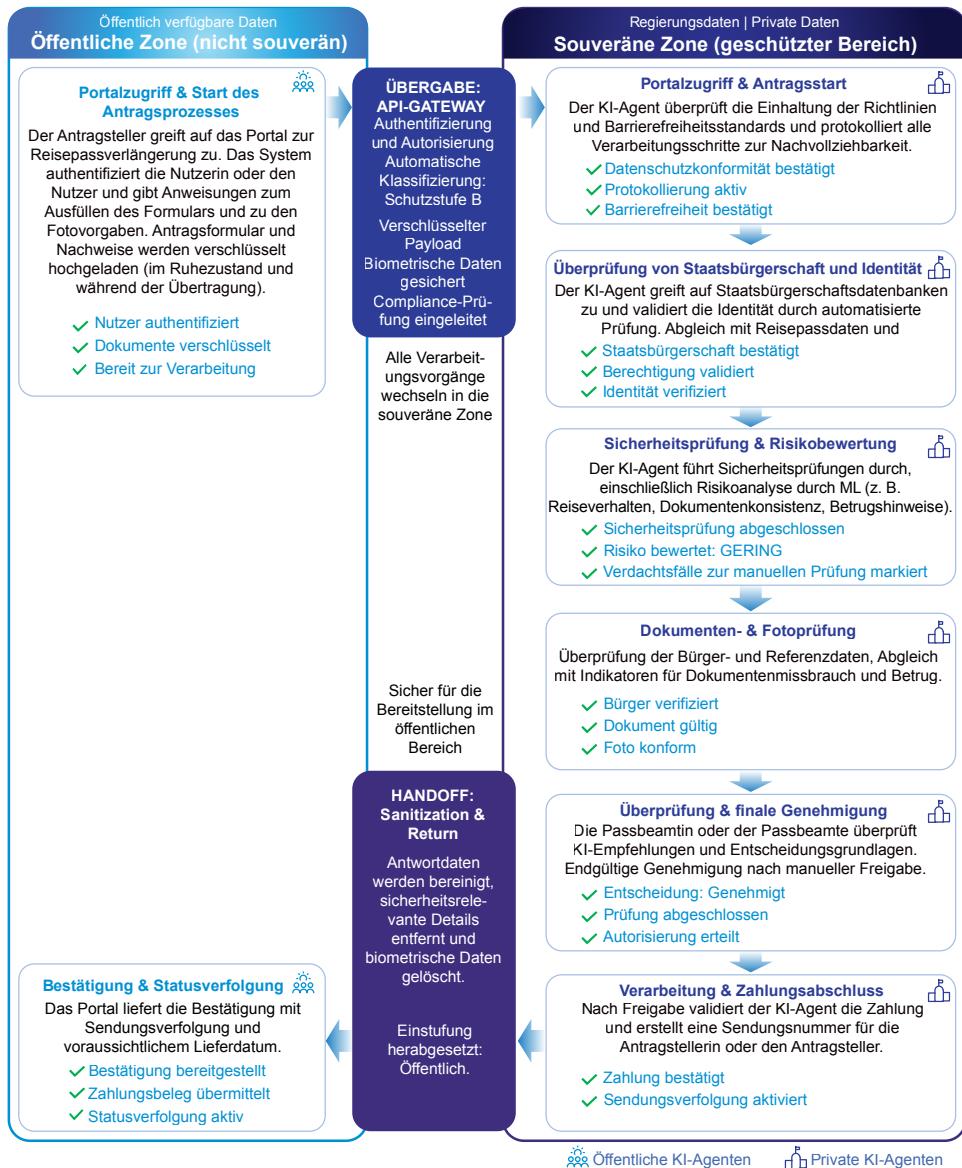 Öffentlich verfügbare Daten
Öffentliche Zone (nicht souverän)
Portalzugriff & Start des
Antragsprozesses
Der Antragsteller greift auf das Portal zur
Reisepassverlängerung zu. Das System
authentifiziert die Nutzerin oder den
Nutzer und gibt Anweisungen zum
Ausfüllen des Formulars und zu den
Fotovorgaben. Antragsformular und
Nachweise werden verschlüsselt
hochgeladen (im Ruhezustand und
während der Übertragung).
Nutzer authentifiziert
Dokumente verschlüsselt
Bereit zur Verarbeitung
ÜBERGABE:
API-GATEWAY
Authentifizierung
und Autorisierung
Automatische
Klassifizierung:
Schutzstufe B
Verschlüsselter
Payload
Biometrische Daten
gesichert
Compliance-Prü-
fung eingeleitet
Alle Verarbeit-
ungsvorgänge
wechseln in die
souveräne Zone
Regierungsdaten | Private Daten
Souveräne Zone (geschützter Bereich)
Portalzugriff & Antragsstart
Der KI-Agent überprüft die Einhaltung der Richtlinien
und Barrierefreiheitsstandards und protokolliert alle
Verarbeitungsschritte zur Nachvollziehbarkeit.
Datenschutzkonformität bestätigt
Protokollierung aktiv
Barrierefreiheit bestätigt
Überprüfung von Staatsbürgerschaft und Identität
Der KI-Agent greift auf Staatsbürgerschaftsdatenbanken
zu und validiert die Identität durch automatisierte
Prüfung. Abgleich mit Reisepassdaten und
Staatsbürgerschaft bestätigt
Berechtigung validiert
Identität verifiziert
Sicherheitsprüfung & Risikobewertung
Der KI-Agent führt Sicherheitsprüfungen durch,
einschließlich Risikoanalyse durch ML (z. B.
Reiseverhalten, Dokumentenkonsistenz, Betrugshinweise).
Sicherheitsprüfung abgeschlossen
Risiko bewertet: GERING
Verdachtsfälle zur manuellen Prüfung markiert
Dokumenten- & Fotoprüfung
Überprüfung der Bürger- und Referenzdaten, Abgleich
mit Indikatoren für Dokumentenmissbrauch und Betrug.
Bürger verifiziert
Dokument gültig
Foto konform
Überprüfung & finale Genehmigung
Die Passbeamtin oder der Passbeamte überprüft
KI-Empfehlungen und Entscheidungsgrundlagen.
Endgültige Genehmigung nach manueller Freigabe.
Entscheidung: Genehmigt
Prüfung abgeschlossen
Autorisierung erteilt
Verarbeitung & Zahlungsabschluss
Nach Freigabe validiert der KI-Agent die Zahlung
und erstellt eine Sendungsnummer für die
Antragstellerin oder den Antragsteller.
Zahlung bestätigt
Sendungsverfolgung aktiviert
Sicher für die
Bereitstellung im
öffentlichen
Bereich
HANDOFF:
Sanitization &
Return
Antwortdaten
werden bereinigt,
sicherheitsrele-
vante Details
entfernt und
biometrische Daten
gelöscht.
Einstufung
herabgesetzt:
Öffentlich.
Bestätigung & Statusverfolgung
Das Portal liefert die Bestätigung mit
Sendungsverfolgung und
voraussichtlichem Lieferdatum.
Bestätigung bereitgestellt
Zahlungsbeleg übermittelt
Statusverfolgung aktiv
Öffentliche KI-Agenten
Private KI-Agenten